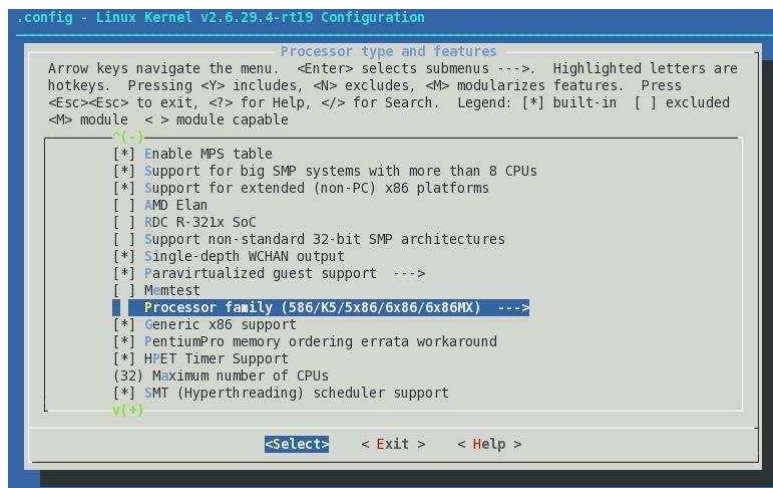 .config - Linux Kernel v2.6.29.4-rt19 Configuration
Processor type and features
Arrow keys navigate the menu.  <Enter> selects submenus --->.  Highlighted letters are
hotkeys.  Pressing <Y> includes, <N> excludes, <M> modularizes features.  Press
<Esc><Esc> to exit, <?> for Help, </> for Search.  Legend: [*] built-in  [ ] excluded
<M> module  < > module capable
^(-)
[*] Enable MPS table
[*] Support for big SMP systems with more than 8 CPUs
[*] Support for extended (non-PC) x86 platforms
[ ] AMD Elan
[ ] RDC R-321x SoC
[ ] Support non-standard 32-bit SMP architectures
[*] Single-depth WCHAN output
[*] Paravirtualized guest support  --->
[ ] Memtest
Processor family (586/K5/5x86/6x86/6x86MX)  --->
[*] Generic x86 support
[*] PentiumPro memory ordering errata workaround
[*] HPET Timer Support
(32) Maximum number of CPUs
[*] SMT (Hyperthreading) scheduler support
v(+)
<Select>    < Exit >    < Help >